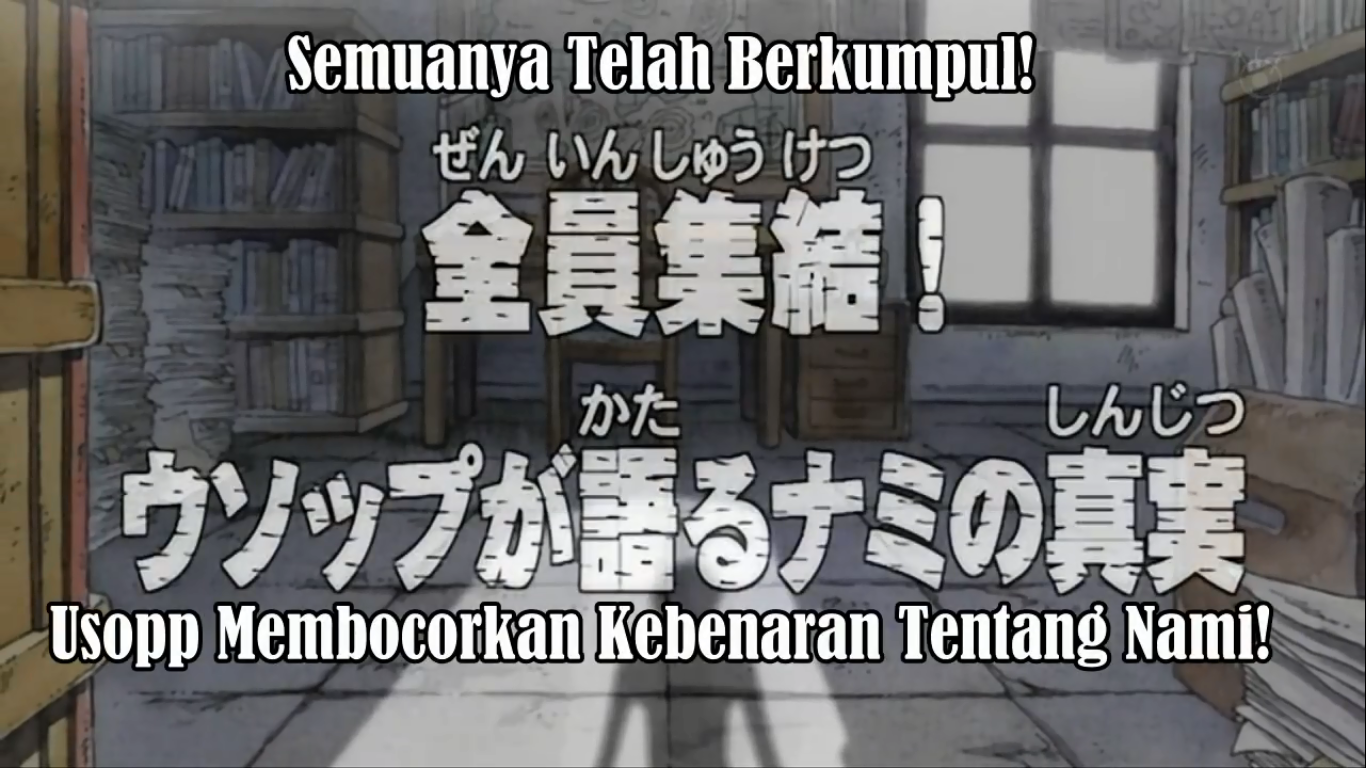 Semuanya Telah Berkumpul!
ぜん いん しゅう けつ
全員集結!
かた しんじつ
ウソップが語るナミの真実
Usopp Membocorkan Kebenaran Tentang Nami!